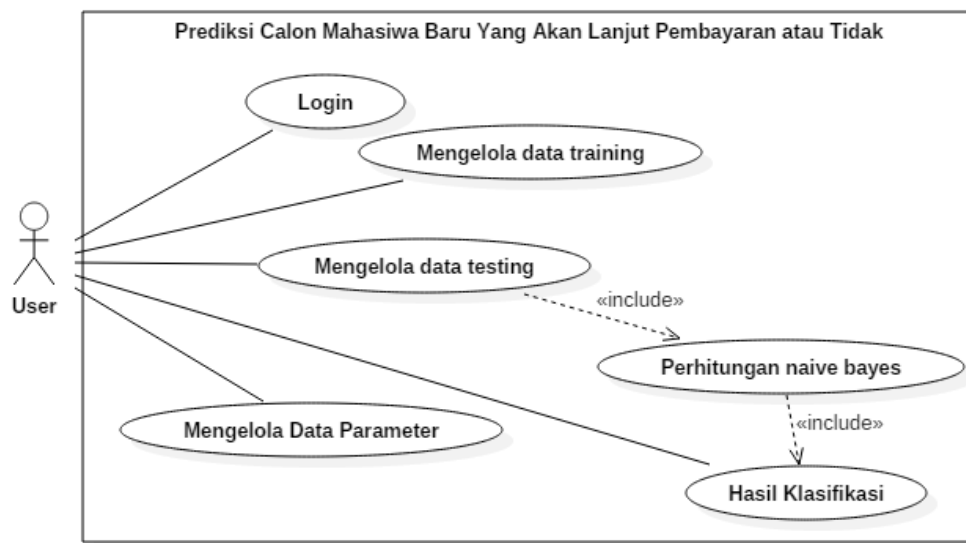 Prediksi Calon Mahasiwa Baru Yang Akan Lanjut Pembayaran atau Tidak
Login
Mengelola data training
Mengelola data testing
User
«include»
Perhitungan naive bayes
«include»
Mengelola Data Parameter
Hasil Klasifikasi